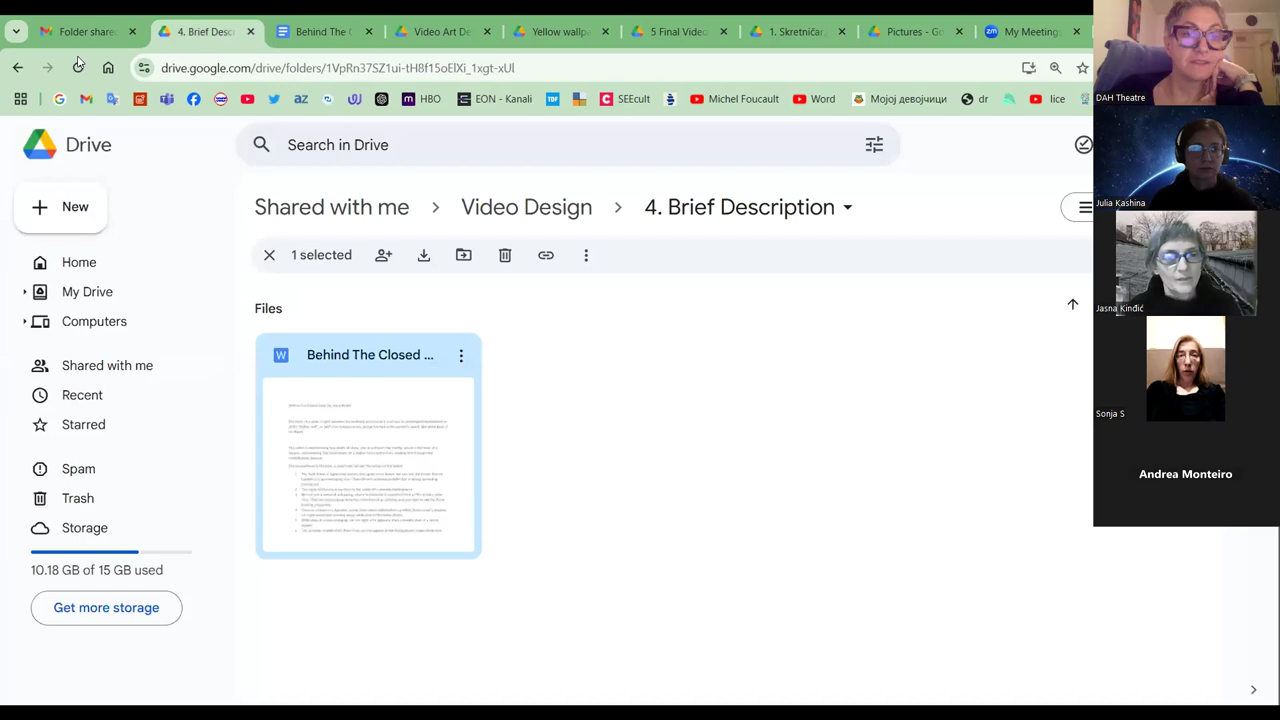 Folder share
4. Brief Desc
Behind The C
Video Art De
Yellow wallpa
5 Final Video
1. Skretničar,
Pictures - Go
My Meeting
drive.google.com/drive/folders/1VpRn37SZ1ui-tH8f15oElXi_1xgt-xUl
HBO
EON - Kanali
SEEcult
Michel Foucault
Work
Мојој девојчици
dr
lice
Drive
Search in Drive
New
Shared with me > Video Design > 4. Brief Description
1 selected
Home
My Drive
Computers
Shared with me
Recent
Starred
Spam
Trash
Storage
10.18 GB of 15 GB used
Get more storage
Files
W Behind The Closed ...
DAH Theatre
Julia Kashina
Jasna Kinđić
Sonja S
Andrea Monteiro